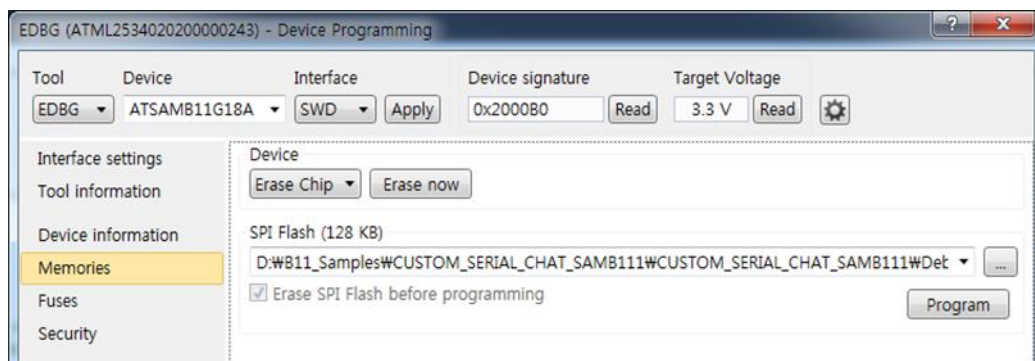 EDBG (ATML2534020200000243) - Device Programming
?
X
Tool Device Interface Device signature Target Voltage
EDBG ATSAMB11G18A SWD Apply 0x2000B0 Read 3.3 V Read
Interface settings
Tool information
Device information
Memories
Fuses
Security
Device
Erase Chip Erase now
SPI Flash (128 KB)
D:₩B11_Samples₩CUSTOM_SERIAL_CHAT_SAMB111₩CUSTOM_SERIAL_CHAT_SAMB111₩Deb ...
Erase SPI Flash before programming
Program